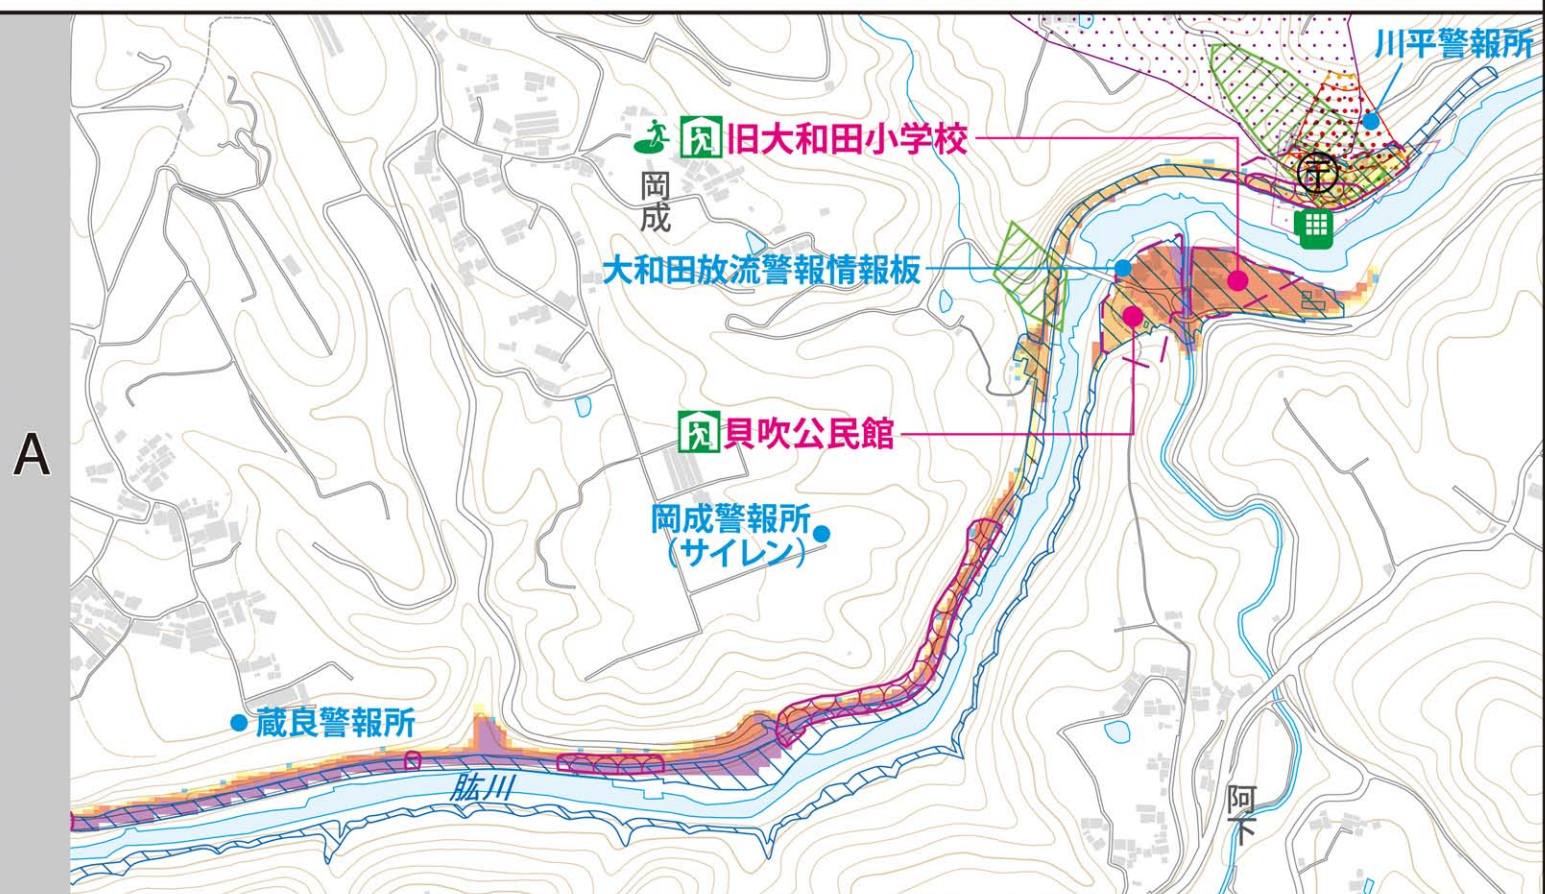 川平警報所
旧大和田小学校
〒
岡成
大和田放流警報情報板
A
貝吹公民館
岡成警報所
(サイレン)
蔵良警報所
肱川
阿下